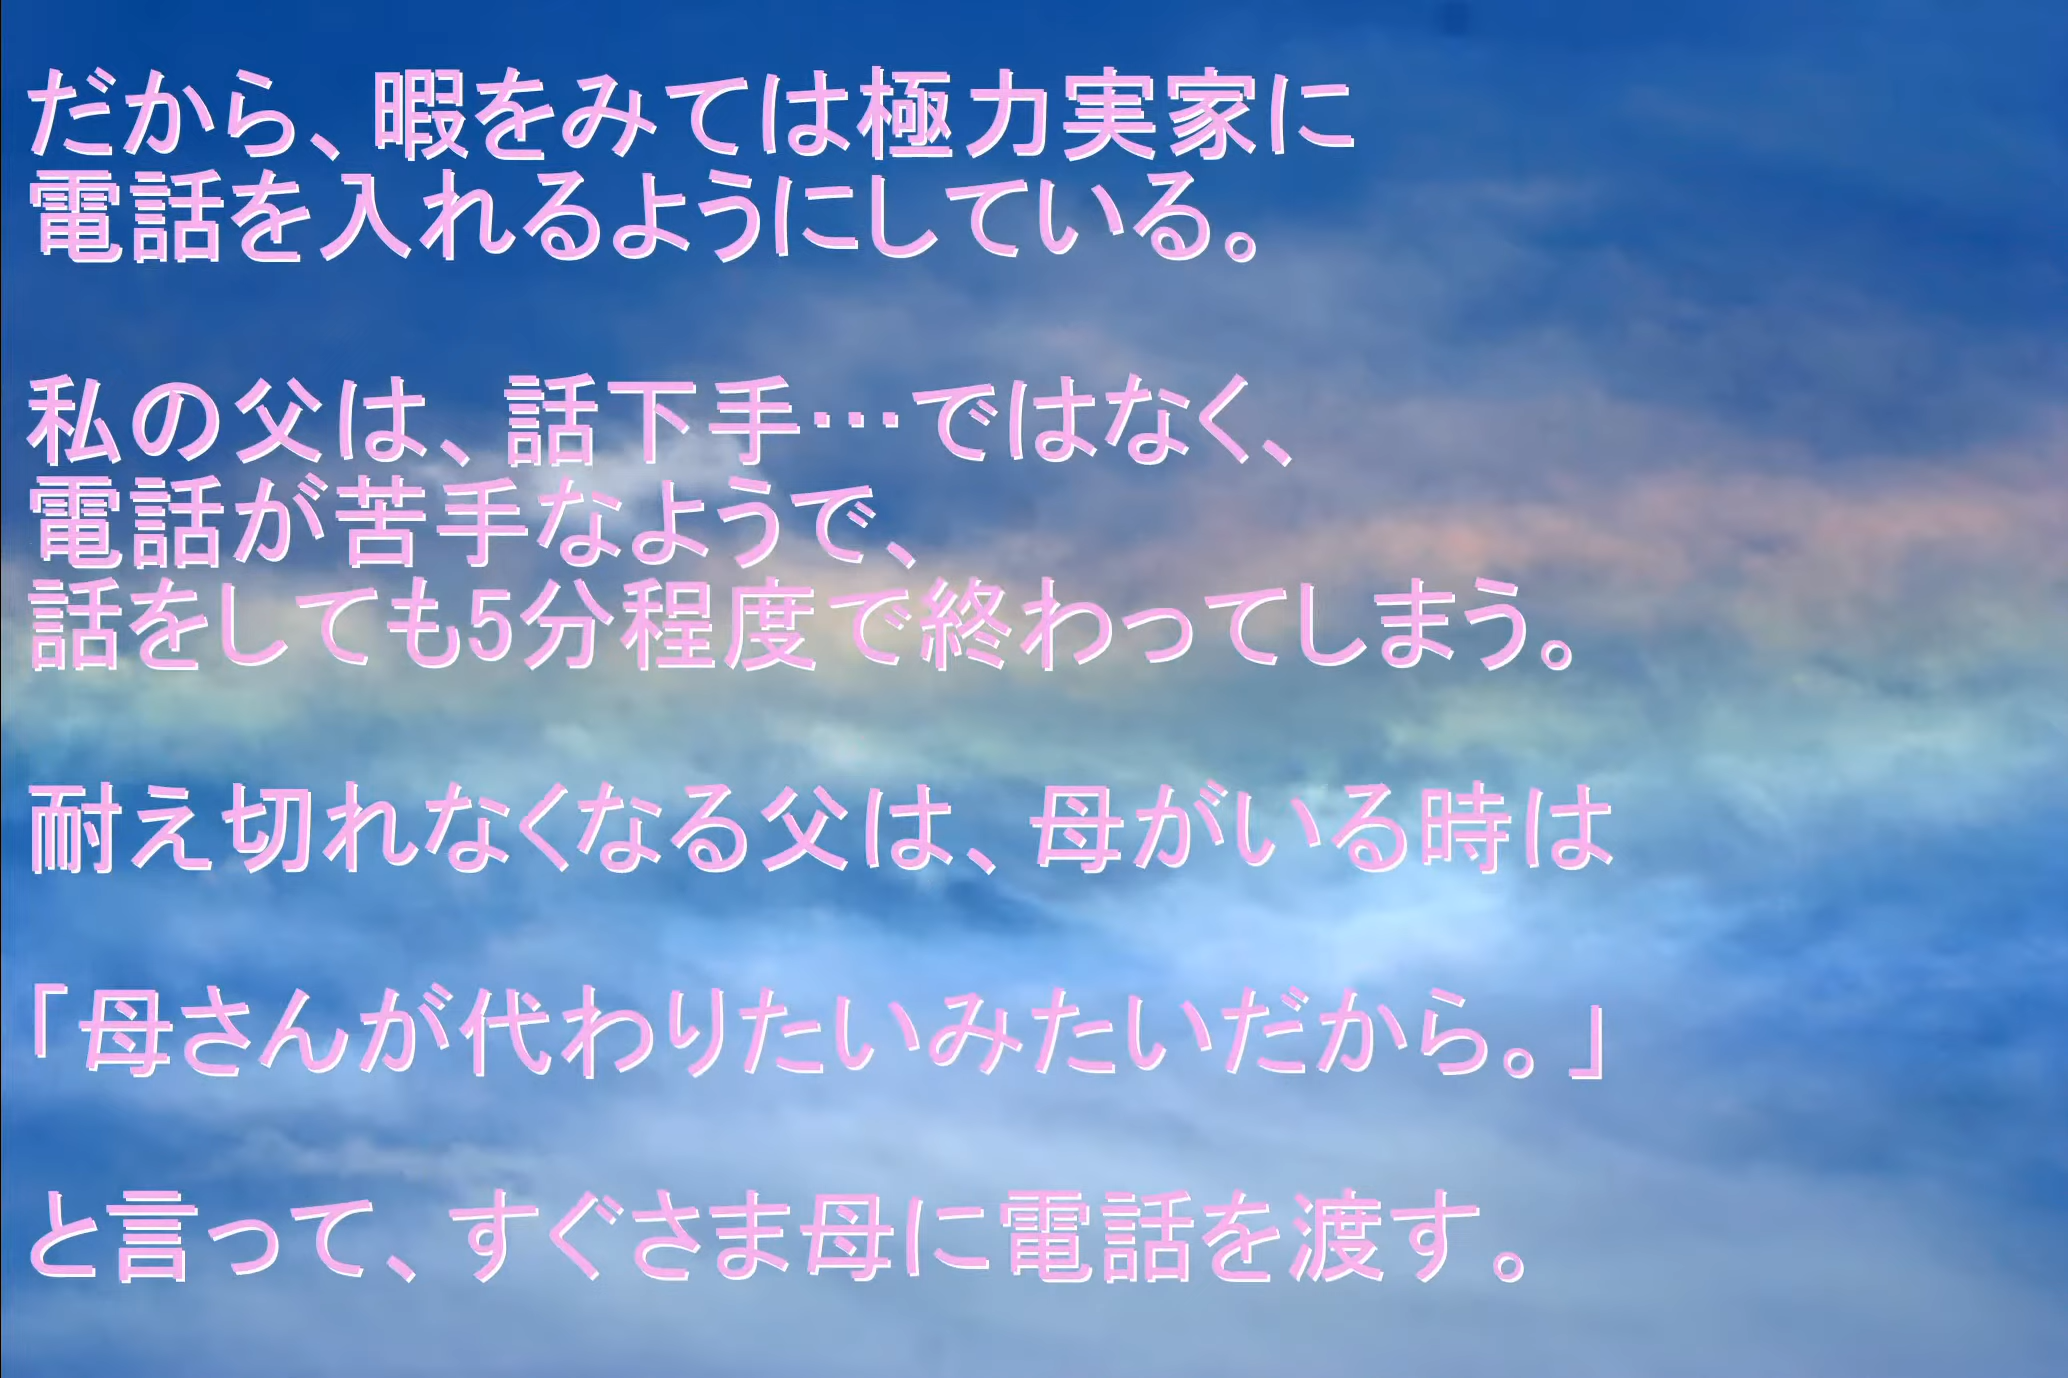 だから、暇をみては極力実家に
電話を入れるようにしている。
私の父は、話下手…ではなく、
電話が苦手なようで、
話をしても5分程度で終わってしまう。
耐え切れなくなる父は、母がいる時は
「母さんが代わりたいみたいだから。」
と言って、すぐさま母に電話を渡す。